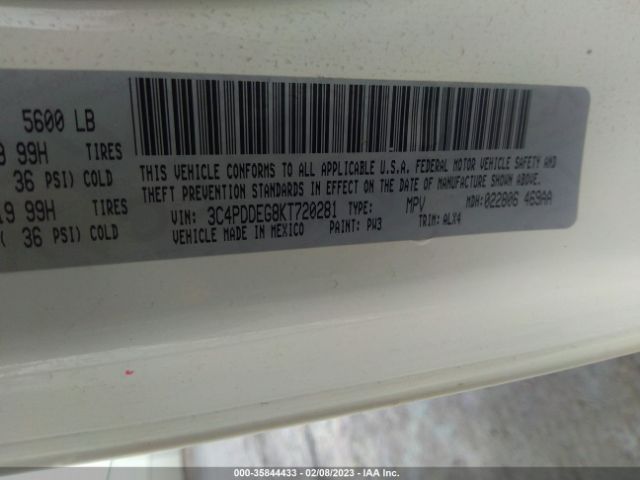 5600 LB
99H TIRES
36 PSI) COLD
19 99H TIRES
( 36 PSI) COLD
THIS VEHICLE CONFORMS TO ALL APPLICABLE U.S.A. FEDERAL MOTOR VEHICLE SAFETY AND
THEFT PREVENTION STANDARDS IN EFFECT ON THE DATE OF MANUFACTURE SHOWN ABOVE.
VIN: 3C4PDDEG8KT720281 TYPE: MPV MDH: 022806 469AA
VEHICLE MADE IN MEXICO PAINT: PW3 TRIM: ALX4
000-35844433 - 02/08/2023 - IAA Inc.